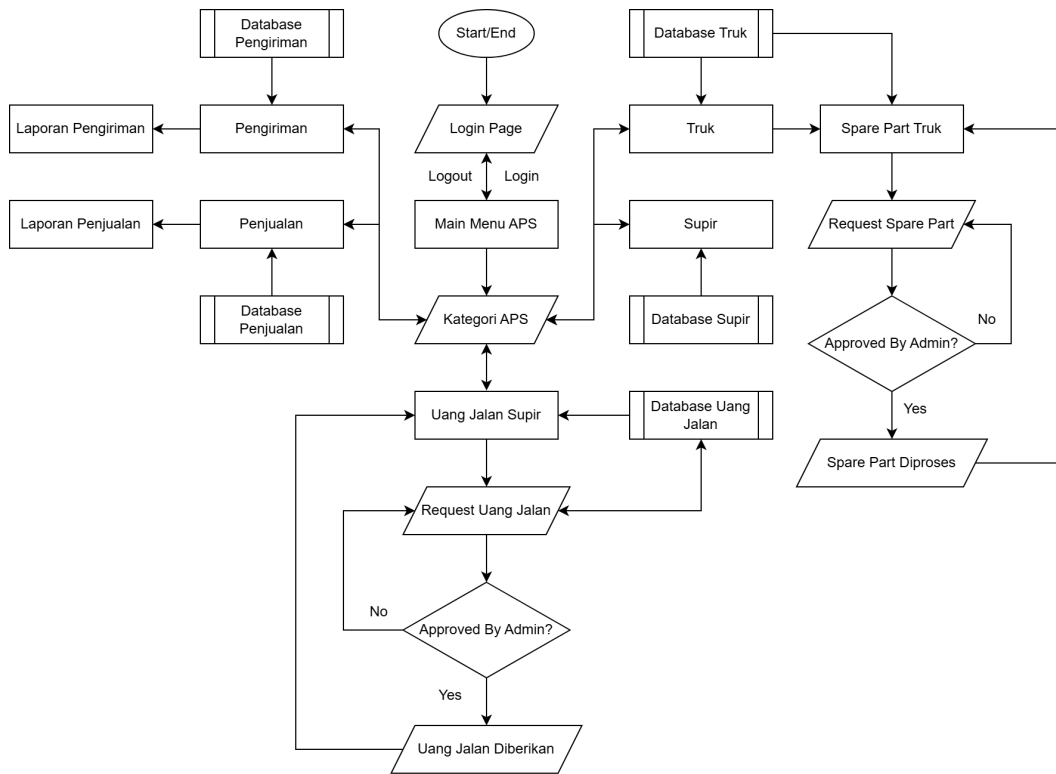 Database
Pengiriman
Start/End
Database Truk
Laporan Pengiriman
Pengiriman
Login Page
Truk
Spare Part Truk
Logout
Login
Laporan Penjualan
Penjualan
Main Menu APS
Supir
Request Spare Part
Database
Penjualan
Kategori APS
Database Supir
No
Approved By Admin?
Uang Jalan Supir
Database Uang
Jalan
Yes
Spare Part Diproses
Request Uang Jalan
No
Approved By Admin?
Yes
Uang Jalan Diberikan